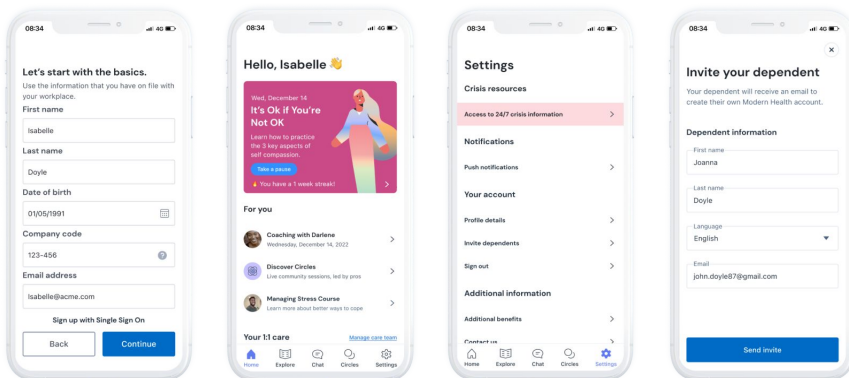 08:34
4G
Let's start with the basics.
Use the information that you have on file with
your workplace.
First name
Isabelle
Last name
Doyle
Date of birth
01/05/1991
Company code
123-456
?
Email address
Isabelle@acme.com
Sign up with Single Sign On
Back
Continue
08:34
4G
Hello, Isabelle 👋
Wed, December 14
It's Ok if You're
Not OK
Learn how to practice
the 3 key aspects of
self compassion.
Take a pause
🔥 You have a 1 week streak!
For you
Coaching with Darlene
Wednesday, December 14, 2022
Discover Circles
Live community sessions, led by pros
Managing Stress Course
Learn more about better ways to cope
Your 1:1 care
Manage care team
Home
Explore
Chat
Circles
Settings
08:34
4G
Settings
Crisis resources
Access to 24/7 crisis information
Notifications
Push notifications
Your account
Profile details
Invite dependents
Sign out
Additional information
Additional benefits
Contact us
Home
Explore
Chat
Circles
Settings
08:34
4G
Invite your dependent
Your dependent will receive an email to
create their own Modern Health account.
Dependent information
First name
Joanna
Last name
Doyle
Language
English
Email
john.doyle87@gmail.com
Send invite